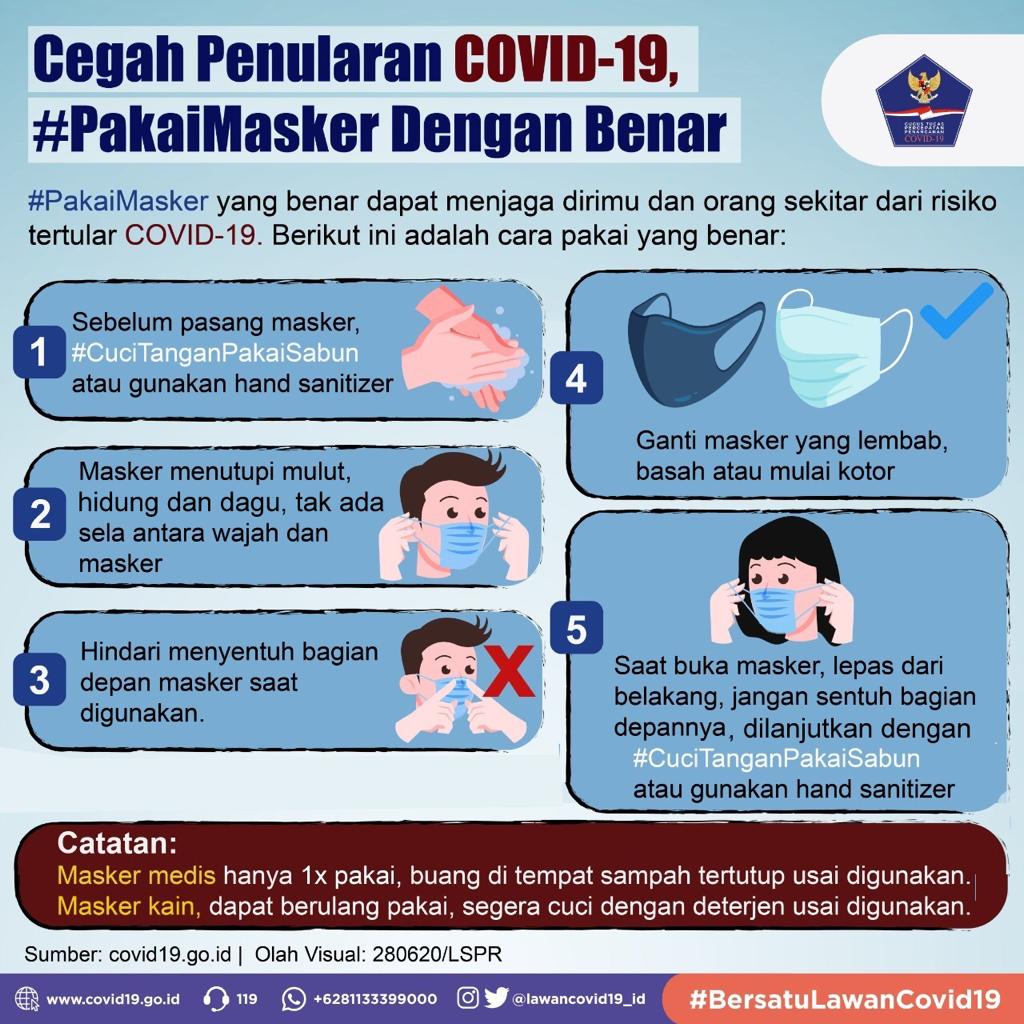 Cegah Penularan COVID-19,
#PakaiMasker Dengan Benar
GUGUS TUGAS
PERCEPATAN
PENANGANAN
COVID-19
#PakaiMasker yang benar dapat menjaga dirimu dan orang sekitar dari risiko
tertular COVID-19. Berikut ini adalah cara pakai yang benar:
1
Sebelum pasang masker,
#CuciTanganPakaiSabun
atau gunakan hand sanitizer
2
Masker menutupi mulut,
hidung dan dagu, tak ada
sela antara wajah dan
masker
3
Hindari menyentuh bagian
depan masker saat
digunakan.
4
Ganti masker yang lembab,
basah atau mulai kotor
5
Saat buka masker, lepas dari
belakang, jangan sentuh bagian
depannya, dilanjutkan dengan
#CuciTanganPakaiSabun
atau gunakan hand sanitizer
Catatan:
Masker medis hanya 1x pakai, buang di tempat sampah tertutup usai digunakan.
Masker kain, dapat berulang pakai, segera cuci dengan deterjen usai digunakan.
Sumber: covid19.go.id | Olah Visual: 280620/LSPR
www.covid19.go.id 119 +6281133399000 @lawancovid19_id #BersatuLawanCovid19